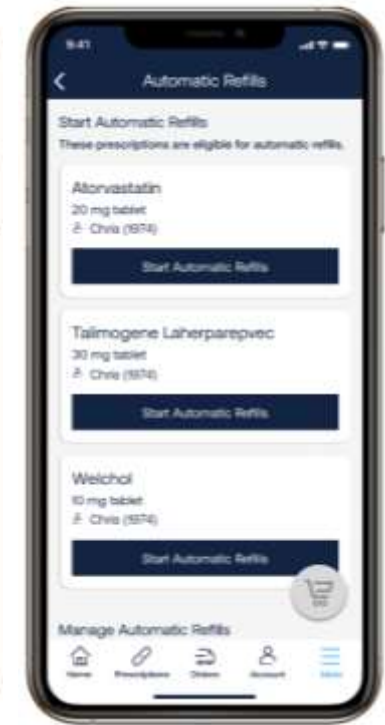 9:41
Automatic Refills
Start Automatic Refills
These prescriptions are eligible for automatic refills.
Atorvastatin
20 mg tablet
Chris (1974)
Start Automatic Refills
Talimogene Laherparepvec
30 mg tablet
Chris (1974)
Start Automatic Refills
Welchol
10 mg tablet
Chris (1974)
Start Automatic Refills
Manage Automatic Refills
Home Prescriptions Orders Account Menu